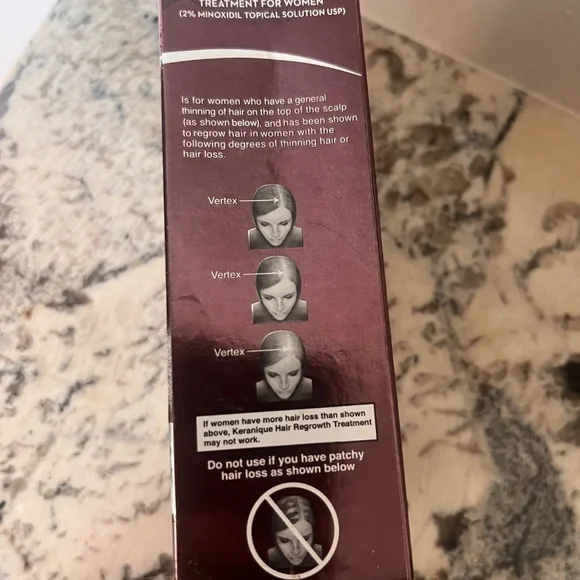 TREATMENT FOR WOMEN
(2% MINOXIDIL TOPICAL SOLUTION USP)
Is for women who have a general
thinning of hair on the top of the scalp
(as shown below), and has been shown
to regrow hair in women with the
following degrees of thinning hair or
hair loss.
Vertex
Vertex
Vertex
If women have more hair loss than shown
above, Keranique Hair Regrowth Treatment
may not work.
Do not use if you have patchy
hair loss as shown below